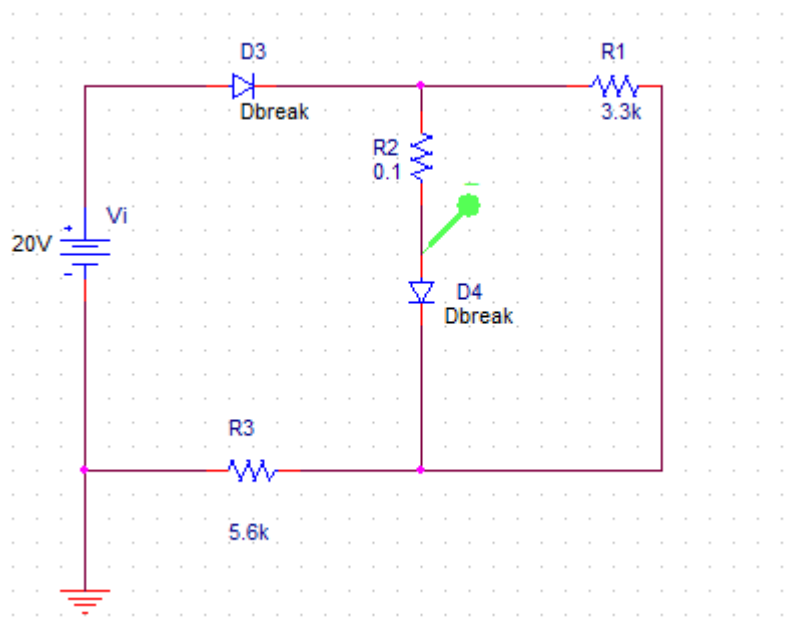 D3
Dbreak
R1
3.3k
R2
0.1
Vi
20V
+
-
D4
Dbreak
R3
5.6k